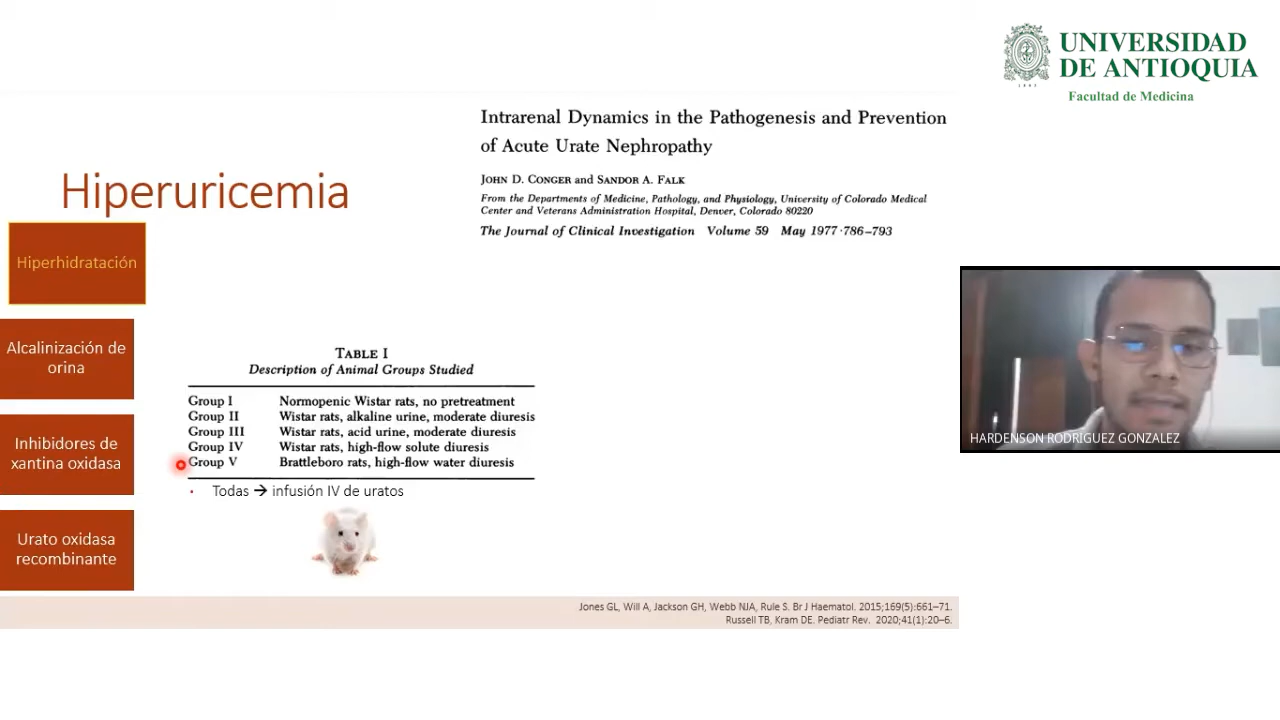 UNIVERSIDAD
DE ANTIOQUIA
Facultad de Medicina
Intrarenal Dynamics in the Pathogenesis and Prevention
of Acute Urate Nephropathy
JOHN D. CONGER and SANDOR A. FALK
From the Departments of Medicine, Pathology, and Physiology, University of Colorado Medical
Center and Veterans Administration Hospital, Denver, Colorado 80220
The Journal of Clinical Investigation Volume 59 May 1977·786–793
Hiperuricemia
Hiperhidratación
Alcalinización de
orina
Inhibidores de
xantina oxidasa
Urato oxidasa
recombinante
TABLE I
Description of Animal Groups Studied
Group I Normopenic Wistar rats, no pretreatment
Group II Wistar rats, alkaline urine, moderate diuresis
Group III Wistar rats, acid urine, moderate diuresis
Group IV Wistar rats, high-flow solute diuresis
Group V Brattleboro rats, high-flow water diuresis
• Todas → infusión IV de uratos
HARDENSON RODRIGUEZ GONZALEZ
Jones GL, Will A, Jackson GH, Webb NJA, Rule S. Br J Haematol. 2015;169(5):661–71.
Russell TB, Kram DE. Pediatr Rev. 2020;41(1):20–6.